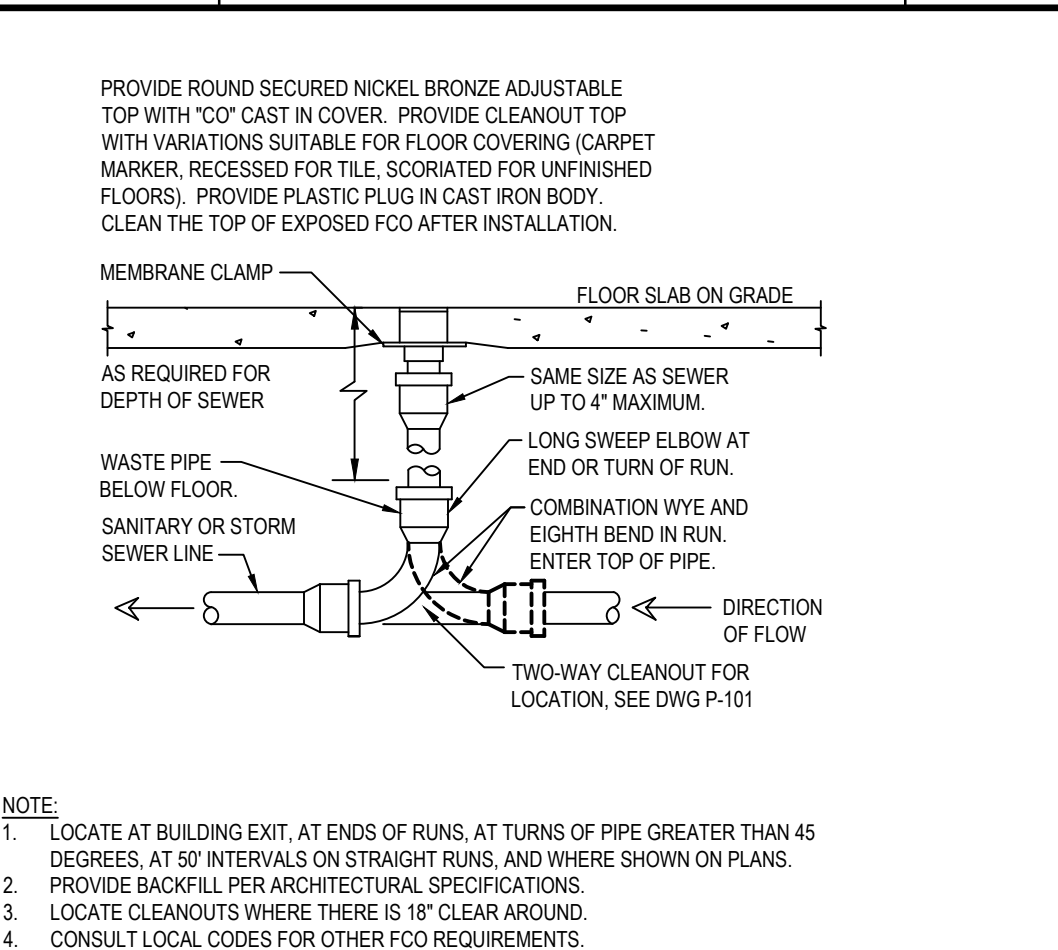 PROVIDE ROUND SECURED NICKEL BRONZE ADJUSTABLE
TOP WITH "CO" CAST IN COVER. PROVIDE CLEANOUT TOP
WITH VARIATIONS SUITABLE FOR FLOOR COVERING (CARPET
MARKER, RECESSED FOR TILE, SCORIATED FOR UNFINISHED
FLOORS). PROVIDE PLASTIC PLUG IN CAST IRON BODY.
CLEAN THE TOP OF EXPOSED FCO AFTER INSTALLATION.
MEMBRANE CLAMP
FLOOR SLAB ON GRADE
AS REQUIRED FOR
DEPTH OF SEWER
SAME SIZE AS SEWER
UP TO 4" MAXIMUM.
LONG SWEEP ELBOW AT
END OR TURN OF RUN.
WASTE PIPE
BELOW FLOOR.
COMBINATION WYE AND
EIGHTH BEND IN RUN.
ENTER TOP OF PIPE.
SANITARY OR STORM
SEWER LINE
DIRECTION
OF FLOW
TWO-WAY CLEANOUT FOR
LOCATION, SEE DWG P-101
NOTE:
1. LOCATE AT BUILDING EXIT, AT ENDS OF RUNS, AT TURNS OF PIPE GREATER THAN 45
DEGREES, AT 50' INTERVALS ON STRAIGHT RUNS, AND WHERE SHOWN ON PLANS.
2. PROVIDE BACKFILL PER ARCHITECTURAL SPECIFICATIONS.
3. LOCATE CLEANOUTS WHERE THERE IS 18" CLEAR AROUND.
4. CONSULT LOCAL CODES FOR OTHER FCO REQUIREMENTS.